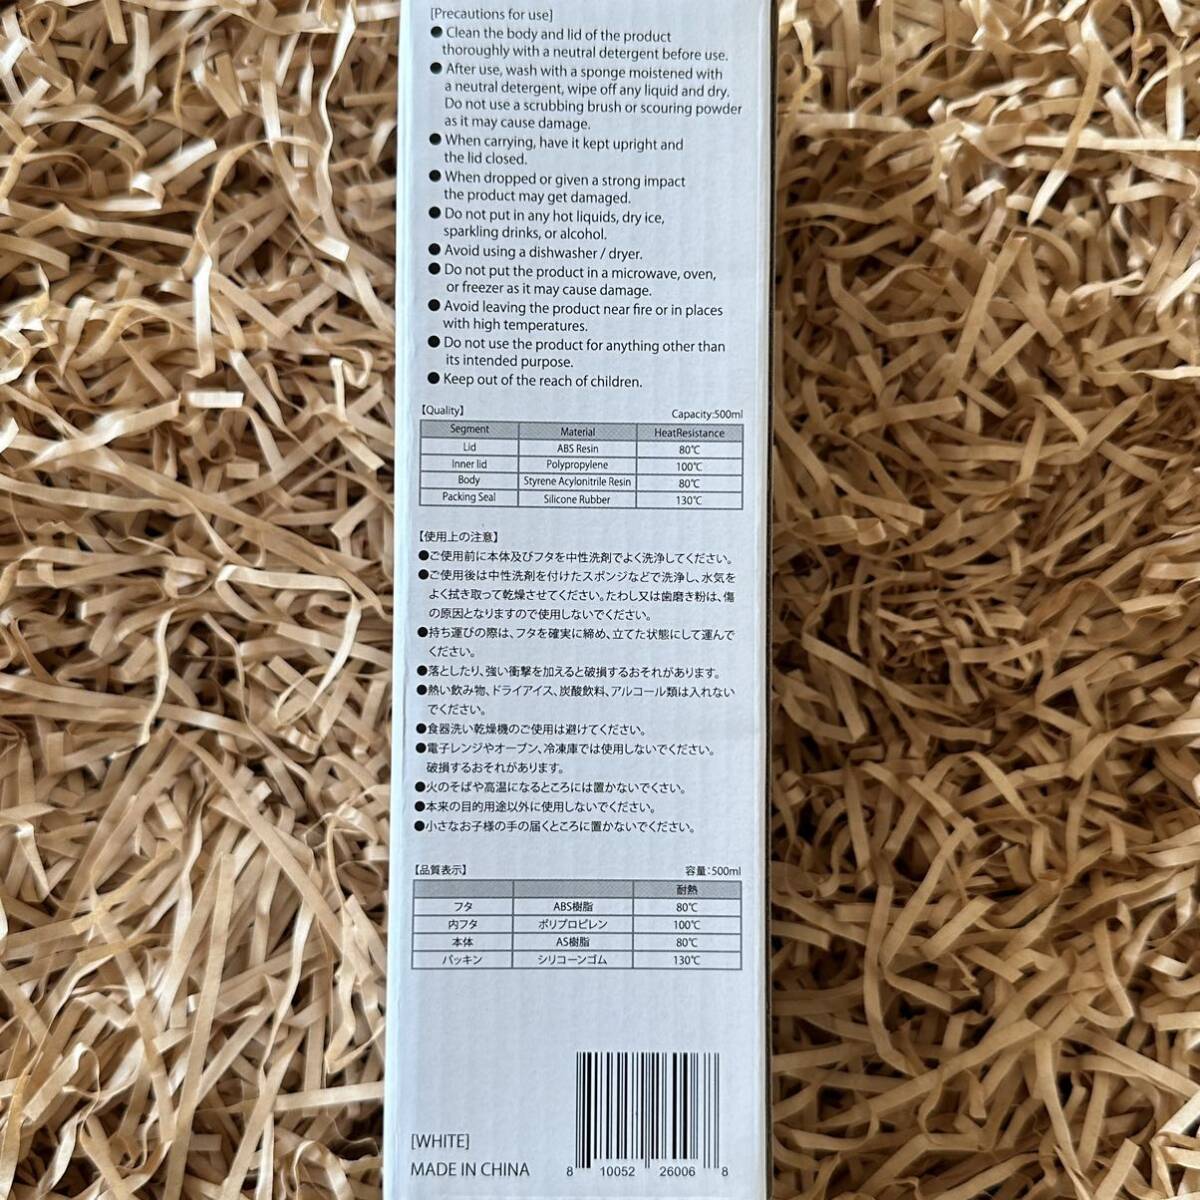 [Precautions for use]
● Clean the body and lid of the product
thoroughly with a neutral detergent before use.
● After use, wash with a sponge moistened with
a neutral detergent, wipe off any liquid and dry.
Do not use a scrubbing brush or scouring powder
as it may cause damage.
● When carrying, have it kept upright and
the lid closed.
● When dropped or given a strong impact
the product may get damaged.
● Do not put in any hot liquids, dry ice,
sparkling drinks, or alcohol.
● Avoid using a dishwasher / dryer.
● Do not put the product in a microwave, oven,
or freezer as it may cause damage.
● Avoid leaving the product near fire or in places
with high temperatures.
● Do not use the product for anything other than
its intended purpose.
● Keep out of the reach of children.
【Quality】 Capacity:500ml
Segment Material HeatResistance
Lid ABS Resin 80℃
Inner lid Polypropylene 100℃
Body Styrene Acylonitrile Resin 80℃
Packing Seal Silicone Rubber 130℃
【使用上の注意】
●ご使用前に本体及びフタを中性洗剤でよく洗浄してください。
●ご使用後は中性洗剤を付けたスポンジなどで洗浄し、水気を
よく拭き取って乾燥させてください。たわし又は歯磨き粉は、傷
の原因となりますので使用しないでください。
●持ち運びの際は、フタを確実に締め、立てた状態にして運んで
ください。
●落としたり、強い衝撃を加えると破損するおそれがあります。
●熱い飲み物、ドライアイス、炭酸飲料、アルコール類は入れない
でください。
●食器洗い乾燥機のご使用は避けてください。
●電子レンジやオーブン、冷凍庫では使用しないでください。
破損するおそれがあります。
●火のそばや高温になるところには置かないでくさい。
●本来の目的用途以外に使用しないでください。
●小さなお子様の手の届くところに置かないでください。
【品質表示】 容量:500ml
耐熱
フタ ABS樹脂 80℃
内フタ ポリプロピレン 100℃
本体 AS樹脂 80℃
パッキン シリコーンゴム 130℃
[WHITE]
MADE IN CHINA
8 10052 26006 8